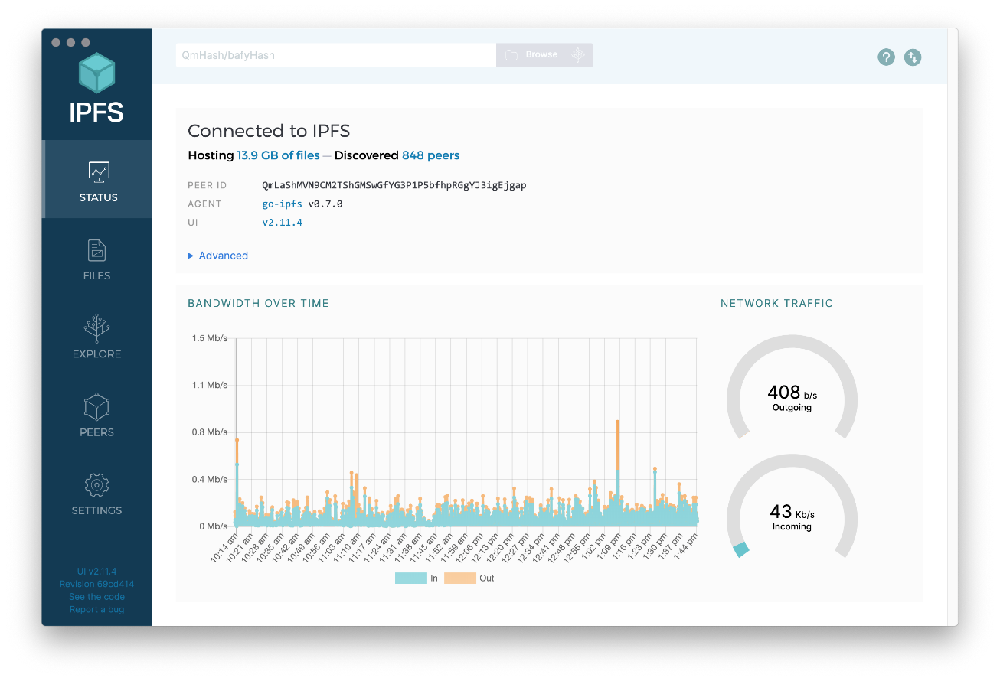 IPFS
STATUS
FILES
EXPLORE
PEERS
SETTINGS
UI v2.11.4
Revision 69cd414
See the code
Report a bug
QmHash/bafyHash
Browse
?
Connected to IPFS
Hosting 13.9 GB of files — Discovered 848 peers
PEER ID QmLaShMVN9CM2TShGMSwGfYG3P1P5bfhpRGgYJ3igEjgap
AGENT go-ipfs v0.7.0
UI v2.11.4
Advanced
BANDWIDTH OVER TIME
1.5 Mb/s
1.1 Mb/s
0.8 Mb/s
0.4 Mb/s
0 Mb/s
10:14 am
10:21 am
10:28 am
10:35 am
10:42 am
10:49 am
10:56 am
11:03 am
11:10 am
11:17 am
11:24 am
11:31 am
11:38 am
11:45 am
11:52 am
11:59 am
12:06 pm
12:13 pm
12:20 pm
12:27 pm
12:34 pm
12:41 pm
12:48 pm
12:55 pm
1:02 pm
1:09 pm
1:16 pm
1:23 pm
1:30 pm
1:37 pm
1:44 pm
In Out
NETWORK TRAFFIC
408 b/s
Outgoing
43 Kb/s
Incoming